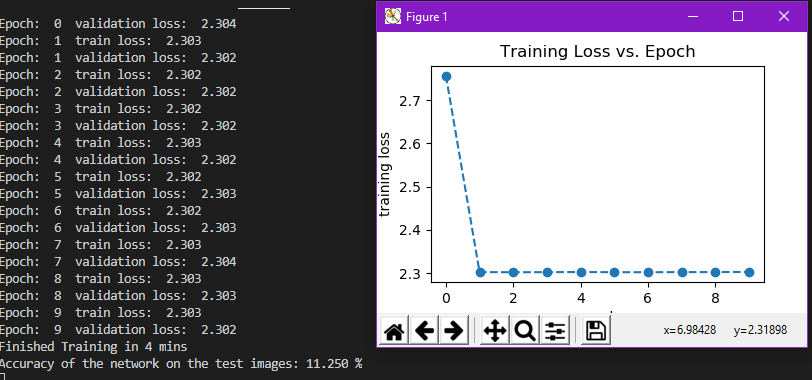 Epoch:  0  validation loss:  2.304
Epoch:  1  train loss:  2.303
Epoch:  1  validation loss:  2.302
Epoch:  2  train loss:  2.302
Epoch:  2  validation loss:  2.302
Epoch:  3  train loss:  2.302
Epoch:  3  validation loss:  2.302
Epoch:  4  train loss:  2.303
Epoch:  4  validation loss:  2.302
Epoch:  5  train loss:  2.302
Epoch:  5  validation loss:  2.303
Epoch:  6  train loss:  2.302
Epoch:  6  validation loss:  2.303
Epoch:  7  train loss:  2.303
Epoch:  7  validation loss:  2.304
Epoch:  8  train loss:  2.303
Epoch:  8  validation loss:  2.303
Epoch:  9  train loss:  2.303
Epoch:  9  validation loss:  2.302
Finished Training in 4 mins
Accuracy of the network on the test images: 11.250 %
Figure 1
Training Loss vs. Epoch
training loss
2.7
2.6
2.5
2.4
2.3
0 2 4 6 8
x=6.98428 y=2.31898